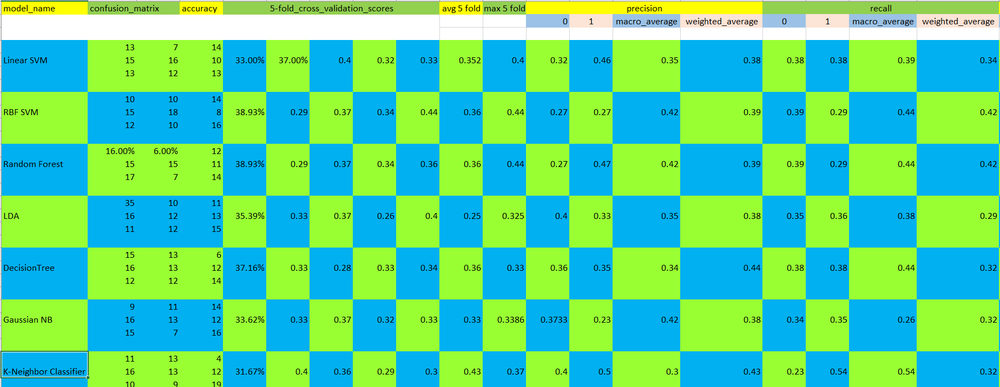 model_name confusion_matrix accuracy 5-fold_cross_validation_scores avg 5 fold max 5 fold precision recall
0 1 macro_average weighted_average 0 1 macro_average weighted_average
13 7 14
Linear SVM 15 16 10 33.00% 37.00% 0.4 0.32 0.33 0.352 0.4 0.32 0.46 0.35 0.38 0.38 0.38 0.39 0.34
13 12 13
10 10 14
RBF SVM 15 18 8 38.93% 0.29 0.37 0.34 0.44 0.36 0.44 0.27 0.27 0.42 0.39 0.39 0.29 0.44 0.42
12 10 16
16.00% 6.00% 12
Random Forest 15 15 11 38.93% 0.29 0.37 0.34 0.36 0.36 0.44 0.27 0.47 0.42 0.39 0.39 0.29 0.44 0.42
17 7 14
35 10 11
LDA 16 12 13 35.39% 0.33 0.37 0.26 0.4 0.25 0.325 0.4 0.33 0.35 0.38 0.35 0.36 0.38 0.29
11 12 15
15 13 6
DecisionTree 16 13 12 37.16% 0.33 0.28 0.33 0.34 0.36 0.33 0.36 0.35 0.34 0.44 0.38 0.38 0.44 0.32
12 12 14
9 11 14
Gaussian NB 16 13 12 33.62% 0.33 0.37 0.32 0.33 0.33 0.3386 0.3733 0.23 0.42 0.38 0.34 0.35 0.26 0.32
15 7 16
11 13 4
K-Neighbor Classifier 16 13 12 31.67% 0.4 0.36 0.29 0.3 0.43 0.37 0.4 0.5 0.3 0.43 0.23 0.54 0.54 0.32
10 9 19